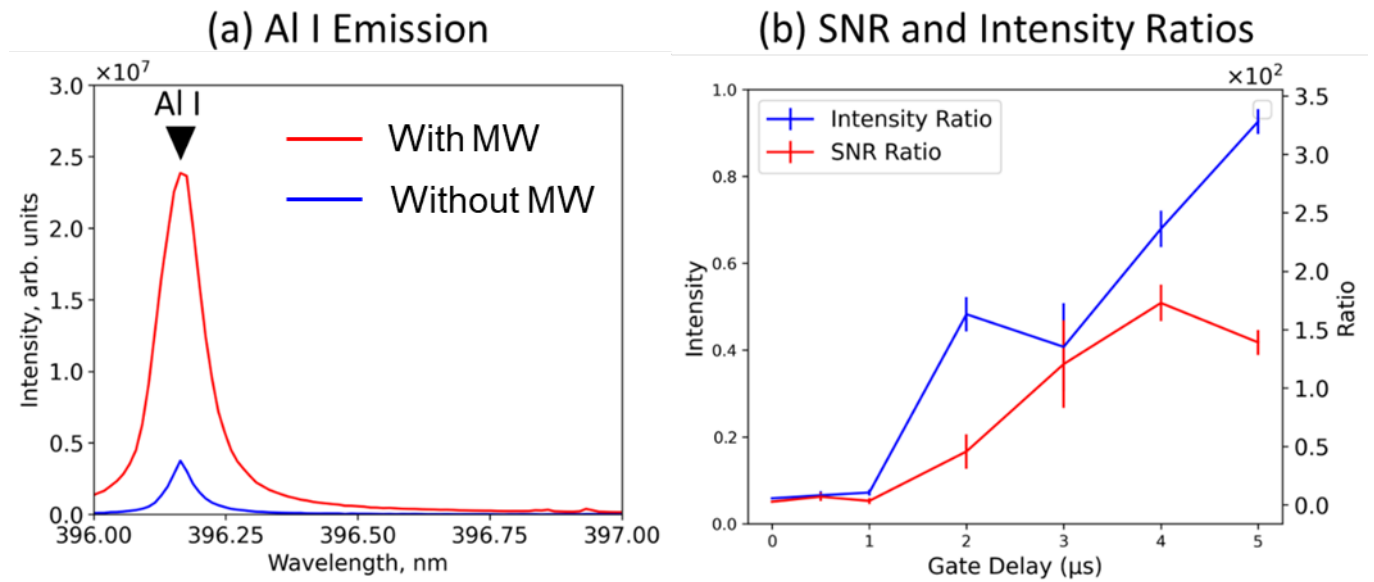 (a) Al I Emission
×10⁷
3.0
2.5
2.0
1.5
1.0
0.5
0.0
Intensity, arb. units
Al I
With MW
Without MW
396.00 396.25 396.50 396.75 397.00
Wavelength, nm
(b) SNR and Intensity Ratios
×10²
1.0
0.8
0.6
0.4
0.2
0.0
Intensity
Intensity Ratio
SNR Ratio
3.5
3.0
2.5
2.0
1.5
1.0
0.5
0.0
Ratio
0 1 2 3 4 5
Gate Delay (μs)